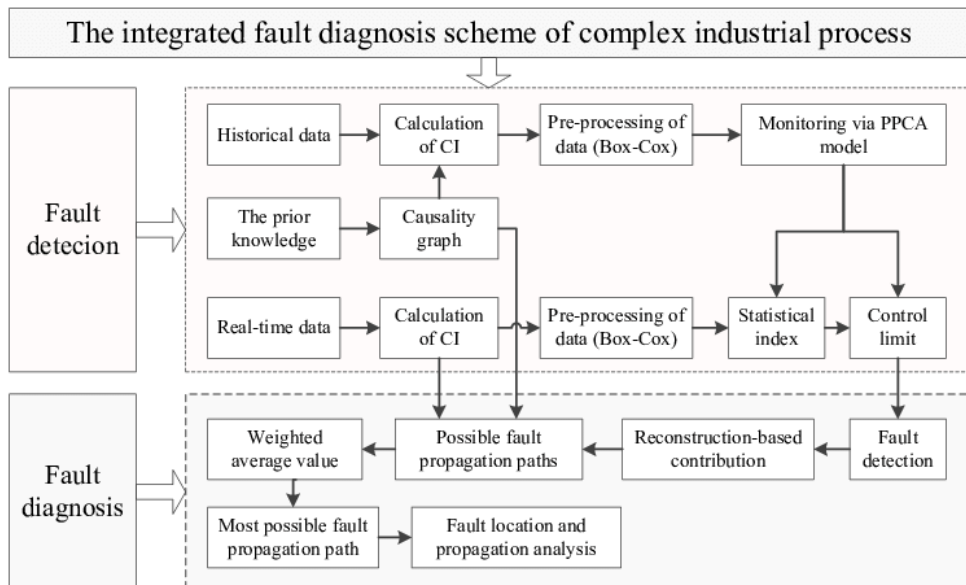 The integrated fault diagnosis scheme of complex industrial process
Fault
detecion
Historical data
Calculation
of CI
Pre-processing of
data (Box-Cox)
Monitoring via PPCA
model
The prior
knowledge
Causality
graph
Real-time data
Calculation
of CI
Pre-processing of
data (Box-Cox)
Statistical
index
Control
limit
Fault
diagnosis
Weighted
average value
Possible fault
propagation paths
Reconstruction-based
contribution
Fault
detection
Most possible fault
propagation path
Fault location and
propagation analysis